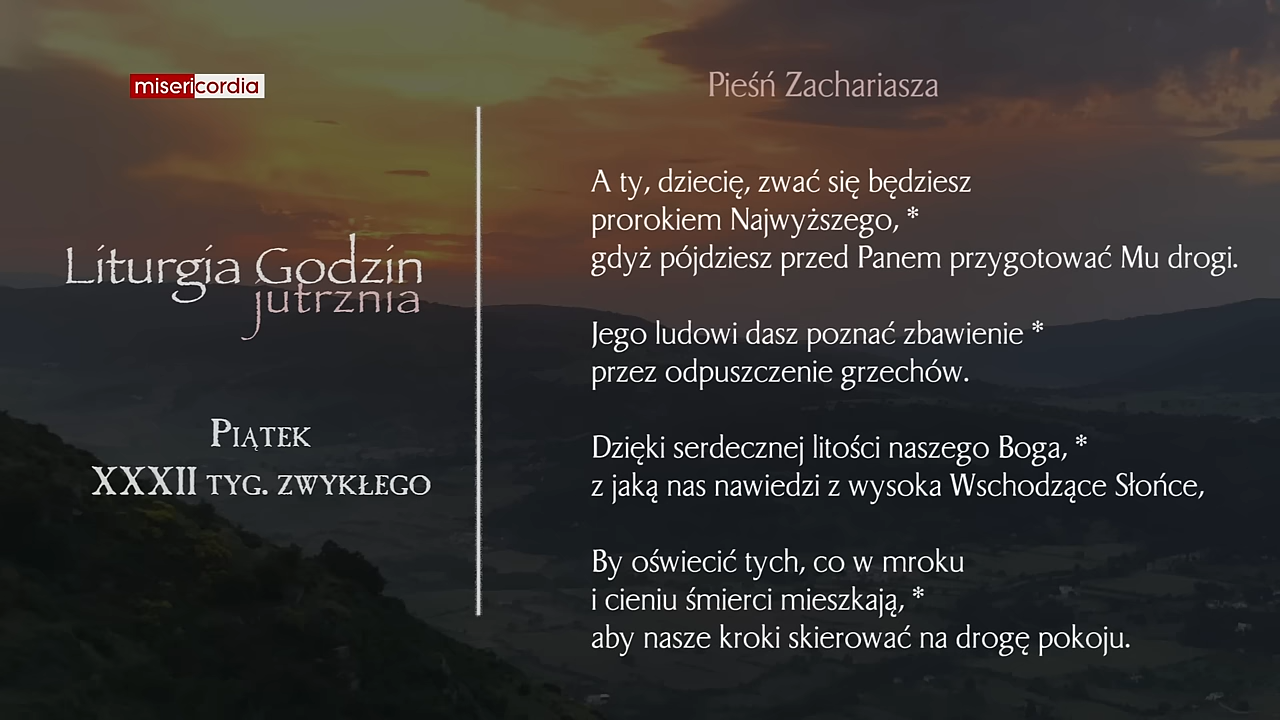 misericordia
Liturgia Godzin
jutrznia
Piątek
XXXII tyg. zwykłego
Pieśń Zachariasza
A ty, dziecię, zwać się będziesz
prorokiem Najwyższego, *
gdyż pójdziesz przed Panem przygotować Mu drogi.
Jego ludowi dasz poznać zbawienie *
przez odpuszczenie grzechów.
Dzięki serdecznej litości naszego Boga, *
z jaką nas nawiedzi z wysoka Wschodzące Słońce,
By oświecić tych, co w mroku
i cieniu śmierci mieszkają, *
aby nasze kroki skierować na drogę pokoju.